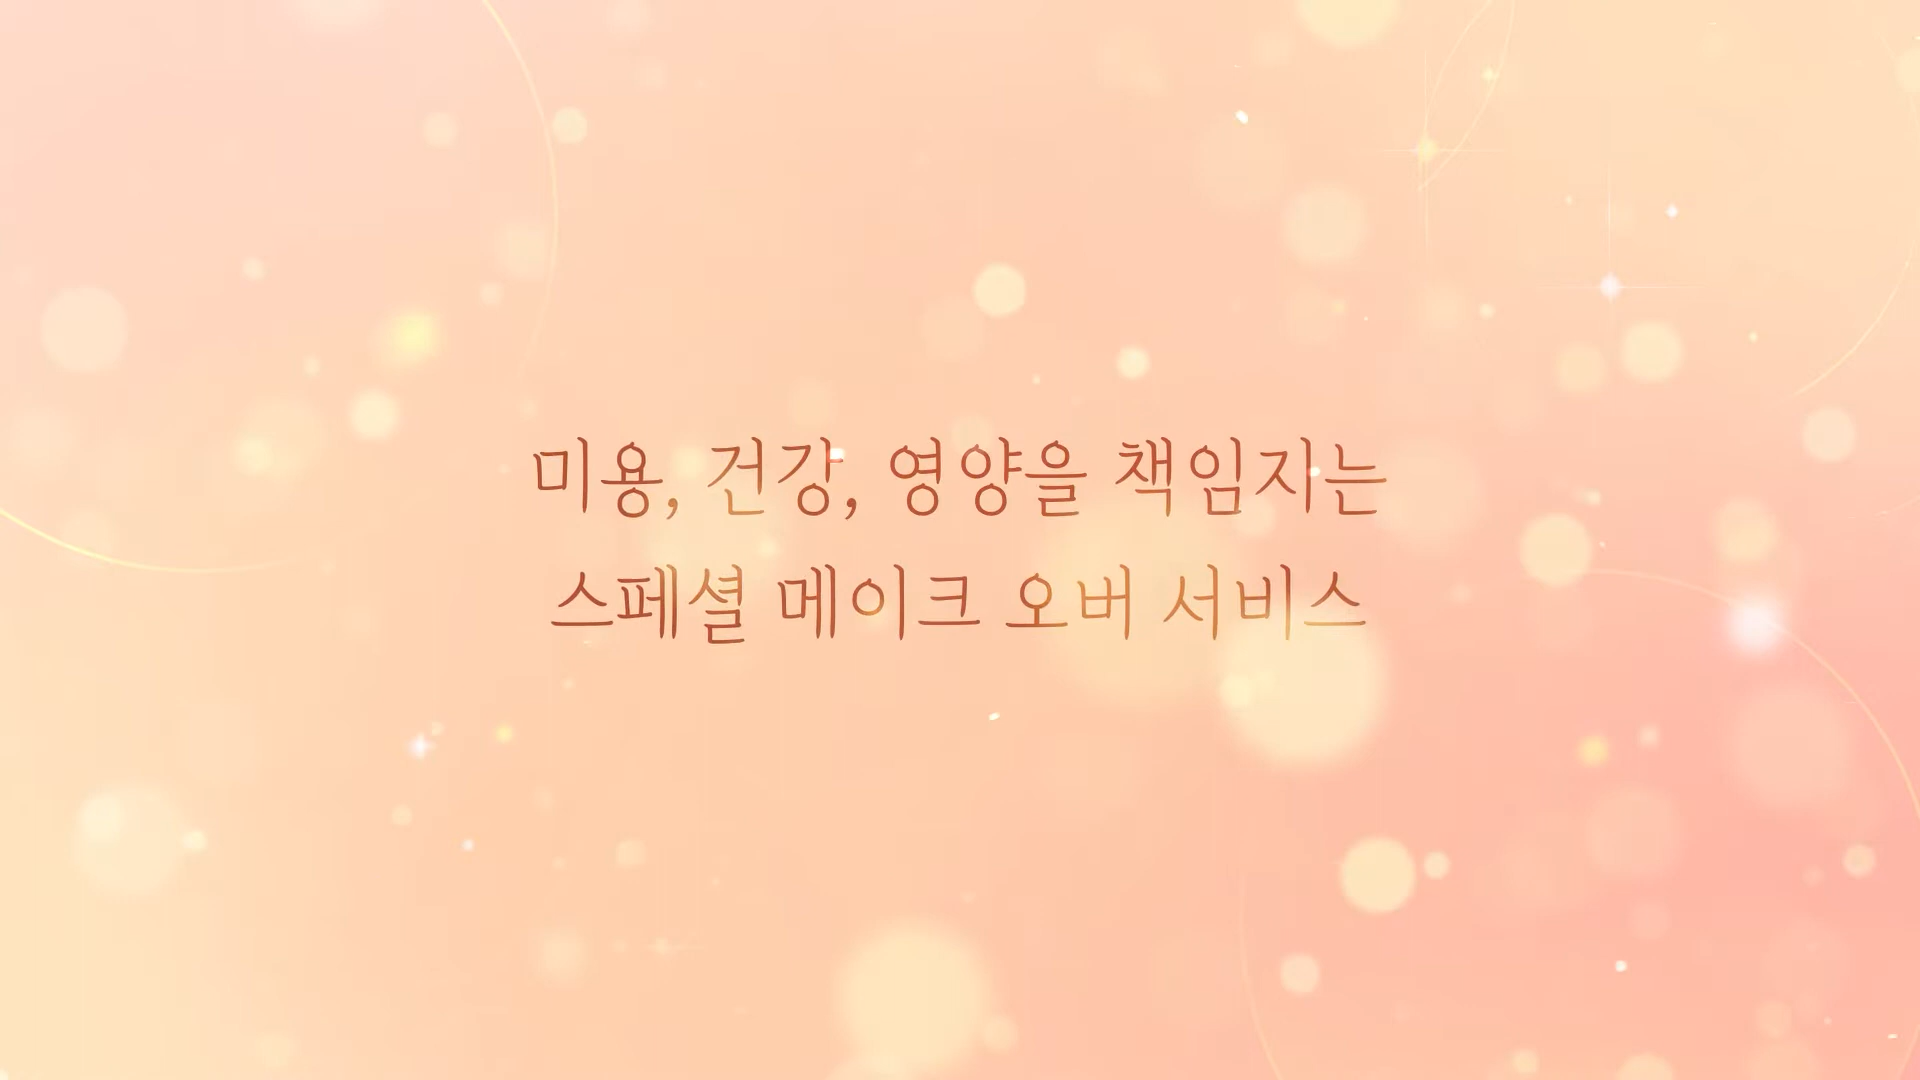 미용, 건강, 영양을 책임자는
스페셜 메이크 오버 서비스